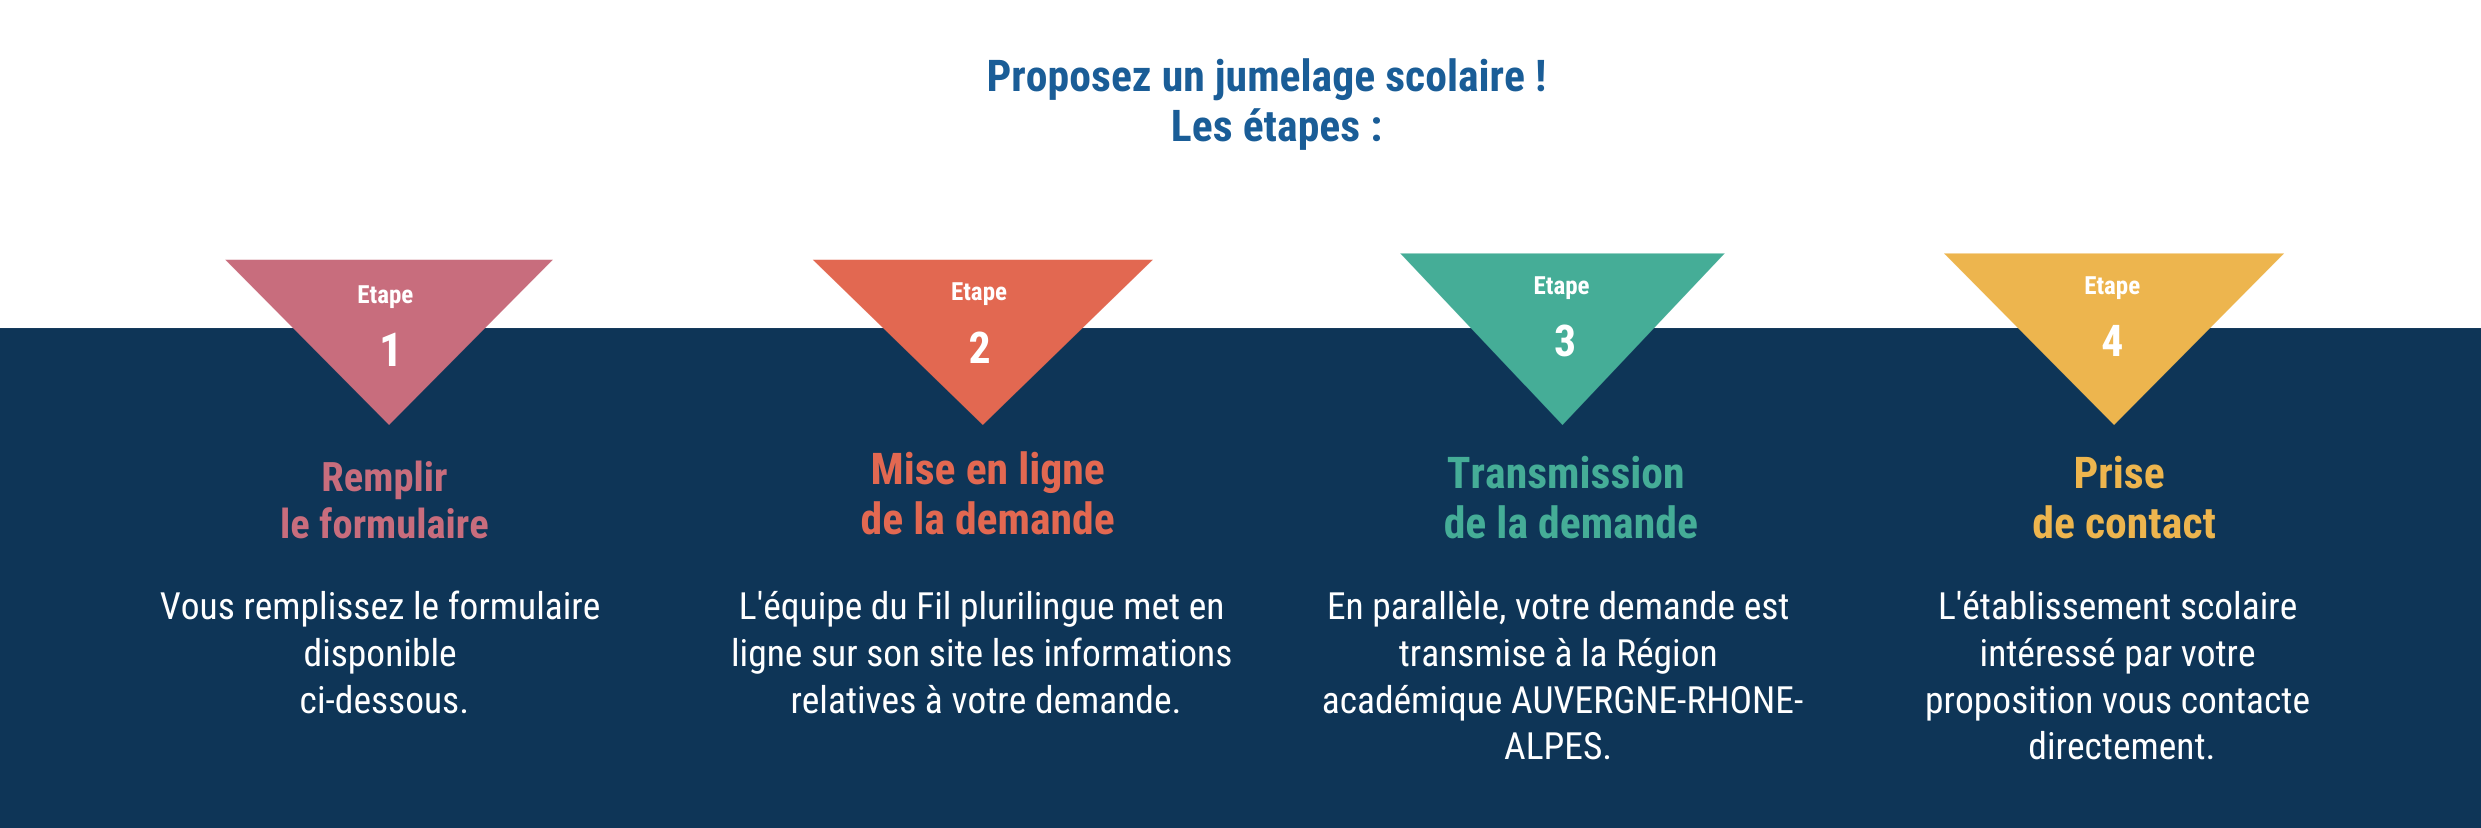 Proposez un jumelage scolaire !
Les étapes :
Etape
1
Remplir
le formulaire
Vous remplissez le formulaire
disponible
ci-dessous.
Etape
2
Mise en ligne
de la demande
L'équipe du Fil plurilingue met en
ligne sur son site les informations
relatives à votre demande.
Etape
3
Transmission
de la demande
En parallèle, votre demande est
transmise à la Région
académique AUVERGNE-RHONE-
ALPES.
Etape
4
Prise
de contact
L'établissement scolaire
intéressé par votre
proposition vous contacte
directement.